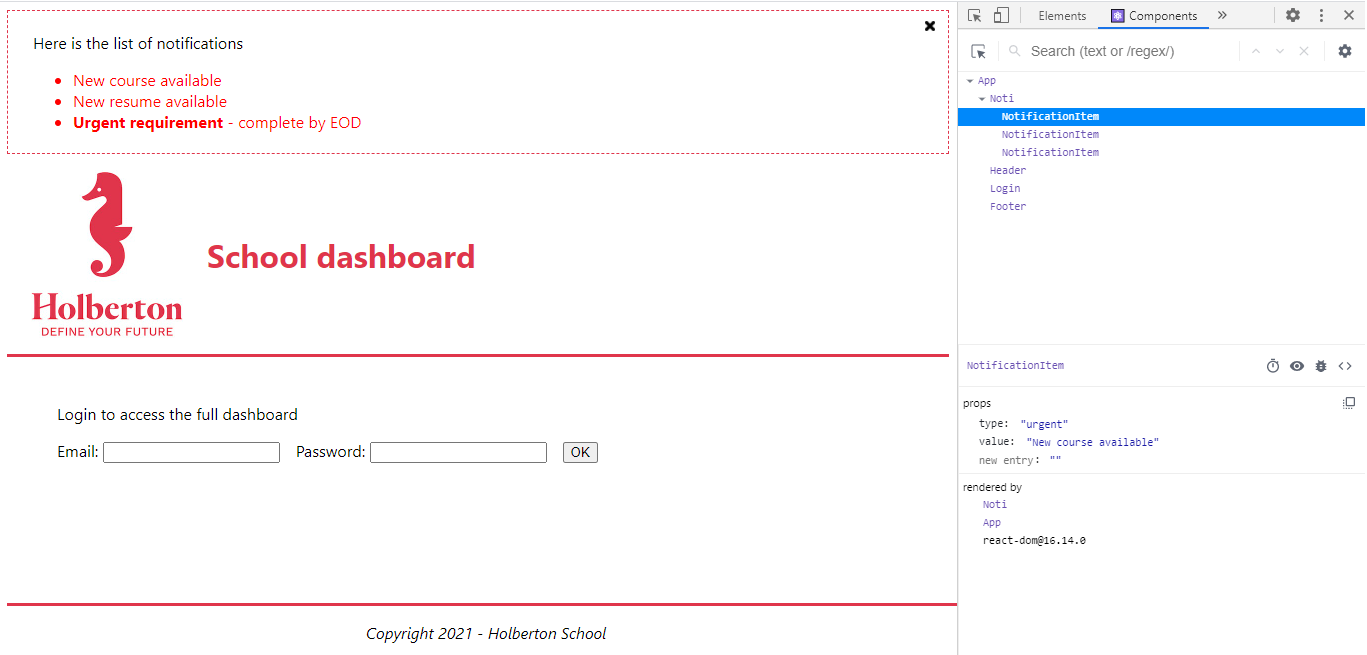 Here is the list of notifications
New course available
New resume available
Urgent requirement - complete by EOD
Holberton
DEFINE YOUR FUTURE
School dashboard
Login to access the full dashboard
Email: Password: OK
Copyright 2021 - Holberton School
Elements Components »
Search (text or /regex/)
App
Noti
NotificationItem
NotificationItem
NotificationItem
Header
Login
Footer
NotificationItem
props
type: "urgent"
value: "New course available"
new entry: ""
rendered by
Noti
App
react-dom@16.14.0